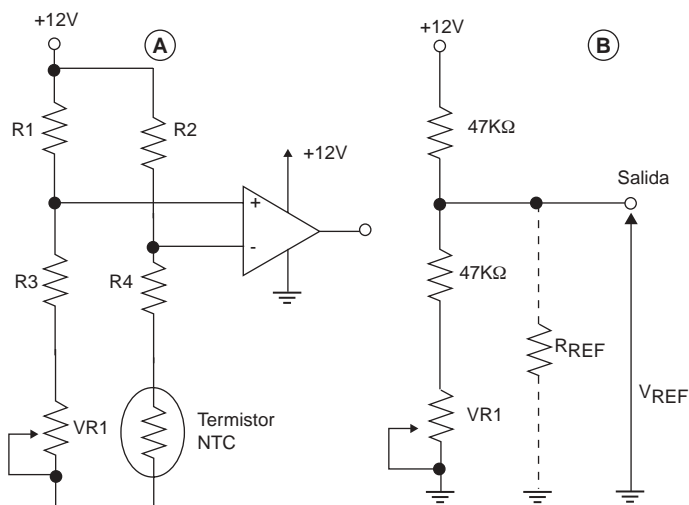 +12V
A
R1
R2
+12V
+
-
R3
R4
VR1
Termistor
NTC
+12V
B
47KΩ
Salida
47KΩ
RREF
VR1
VREF